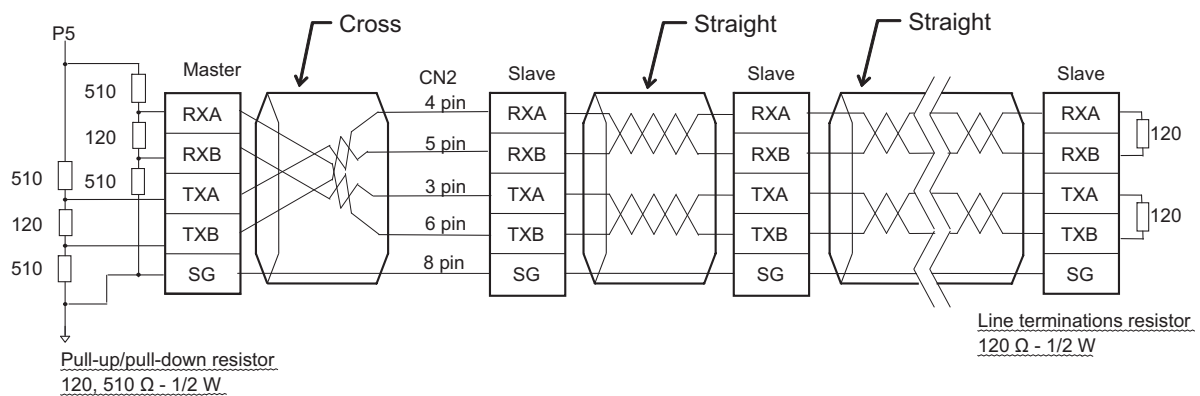 P5
Cross
Straight
Straight
Master
CN2
Slave
Slave
Slave
510
120
510
510
120
510
RXA
RXB
TXA
TXB
SG
4 pin
5 pin
3 pin
6 pin
8 pin
RXA
RXB
TXA
TXB
SG
RXA
RXB
TXA
TXB
SG
RXA
RXB
TXA
TXB
SG
120
120
Pull-up/pull-down resistor
120, 510 Ω - 1/2 W
Line terminations resistor
120 Ω - 1/2 W